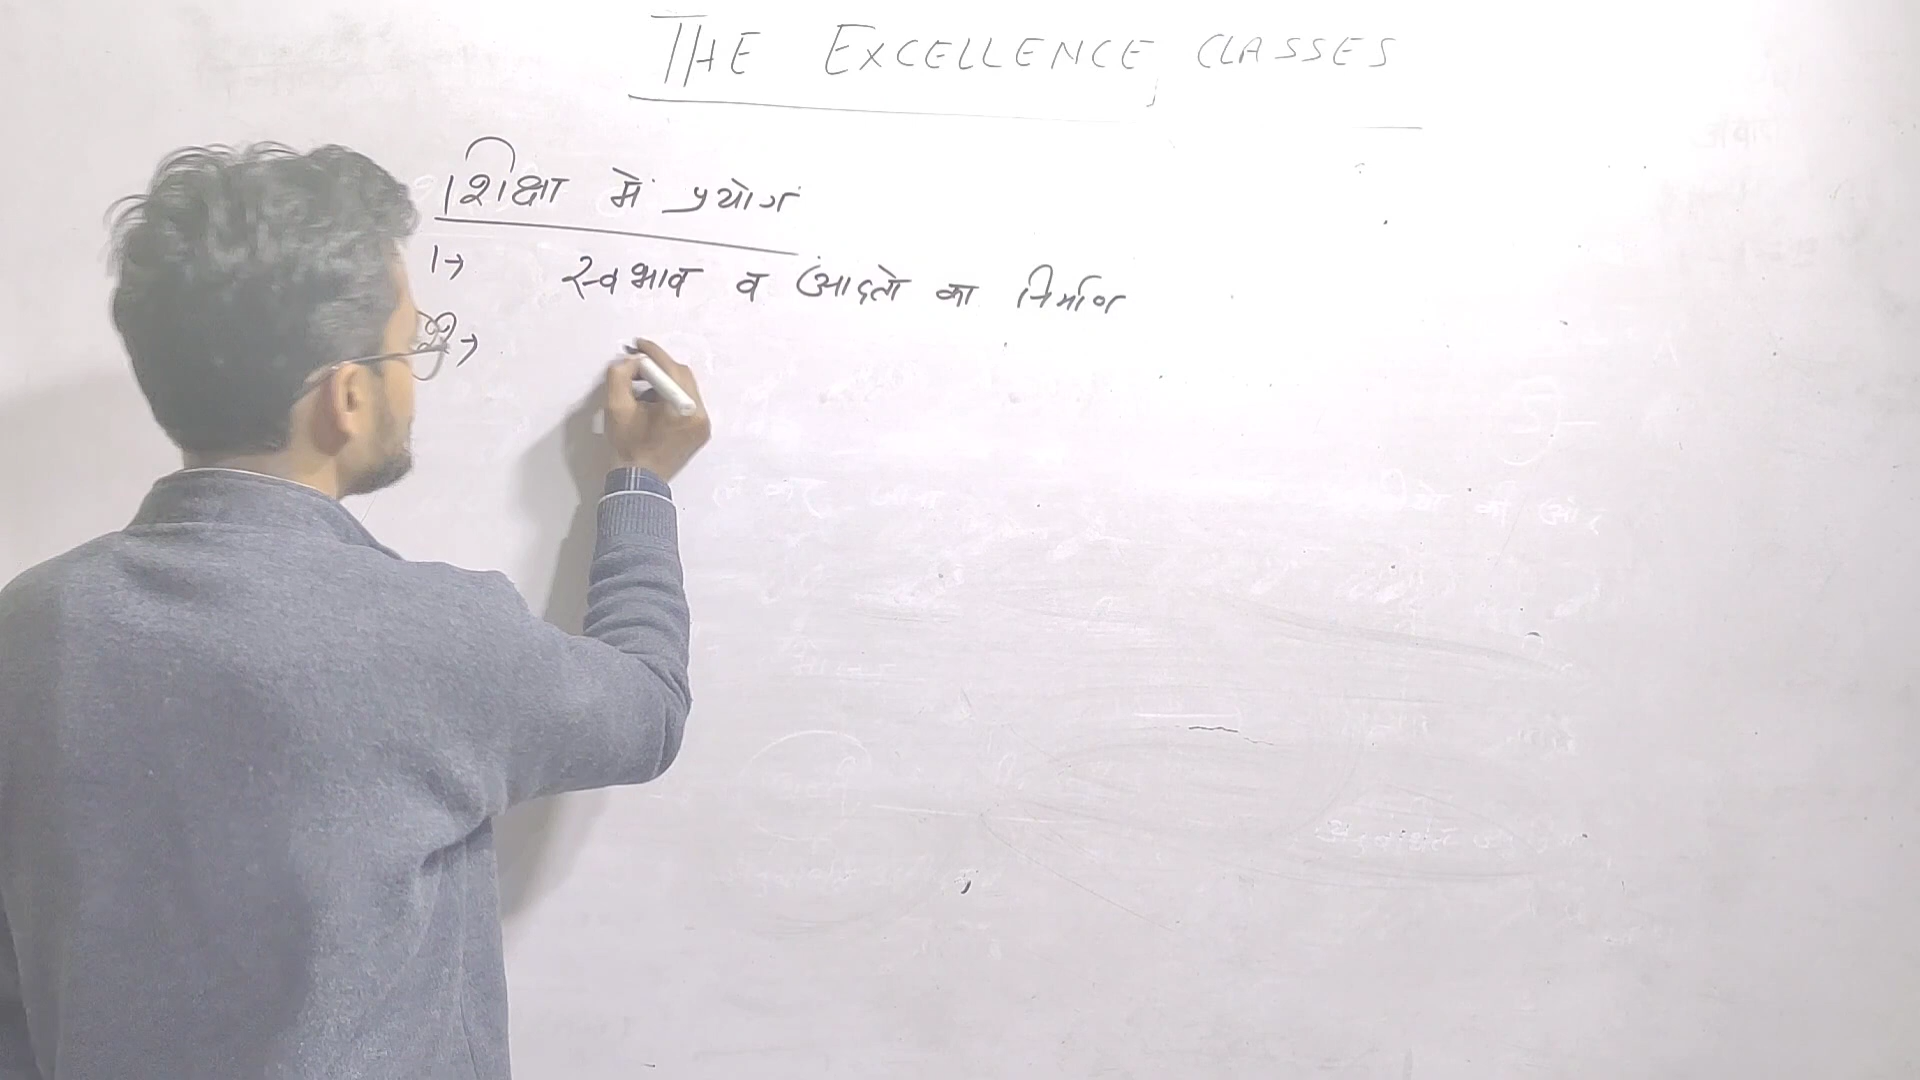 THE EXCELLENCE CLASSES
शिक्षा में प्रयोग
1→ स्वभाव व आदतो का निर्माण
2→